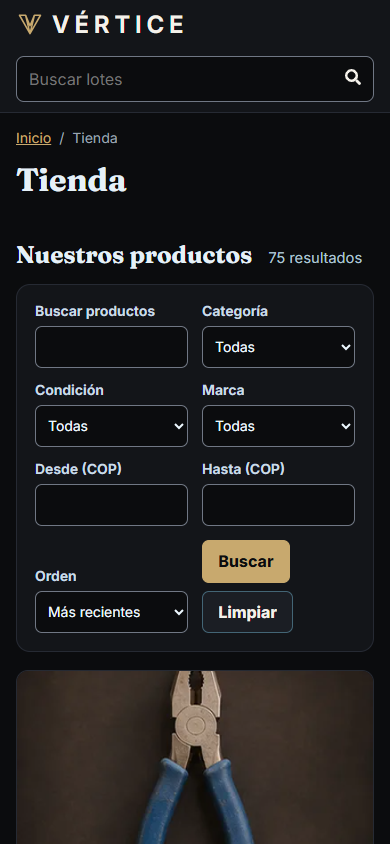 VÉRTICE
Buscar lotes
Inicio / Tienda
Tienda
Nuestros productos 75 resultados
Buscar productos Categoría
Todas
Condición Marca
Todas Todas
Desde (COP) Hasta (COP)
Buscar
Orden
Más recientes Limpiar